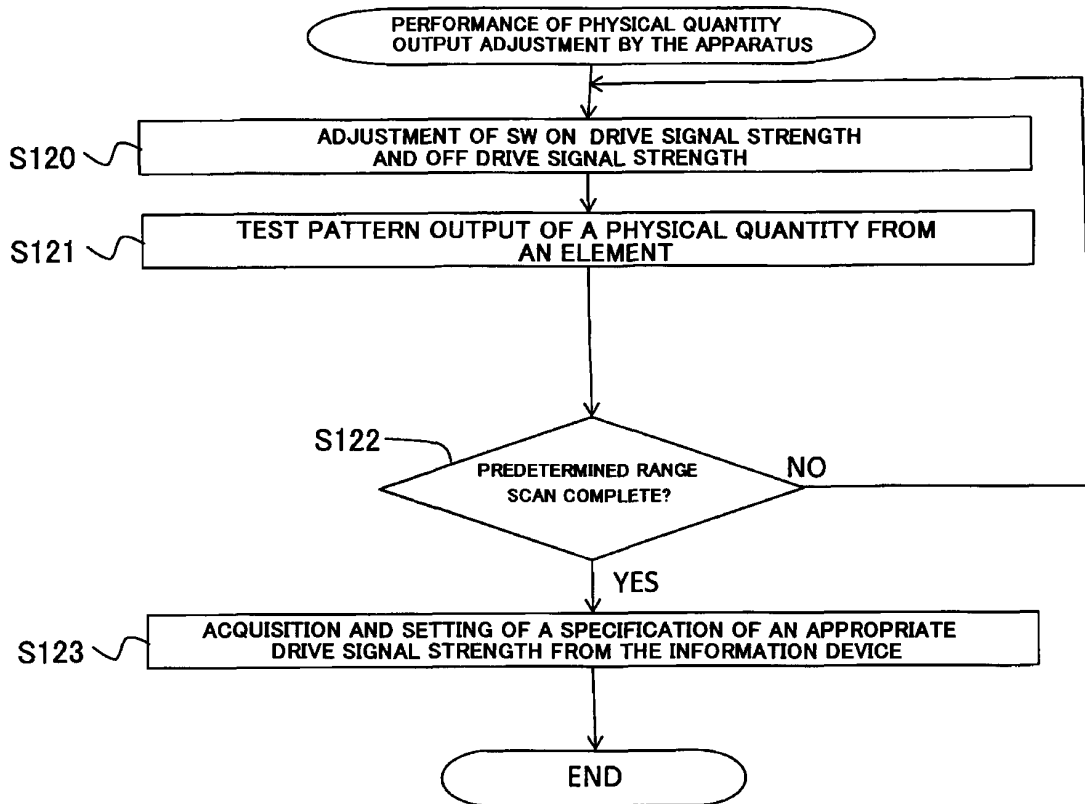 PERFORMANCE OF PHYSICAL QUANTITY
OUTPUT ADJUSTMENT BY THE APPARATUS
S120
ADJUSTMENT OF SW ON DRIVE SIGNAL STRENGTH
AND OFF DRIVE SIGNAL STRENGTH
S121
TEST PATTERN OUTPUT OF A PHYSICAL QUANTITY FROM
AN ELEMENT
S122
PREDETERMINED RANGE
SCAN COMPLETE?
NO
YES
S123
ACQUISITION AND SETTING OF A SPECIFICATION OF AN APPROPRIATE
DRIVE SIGNAL STRENGTH FROM THE INFORMATION DEVICE
END